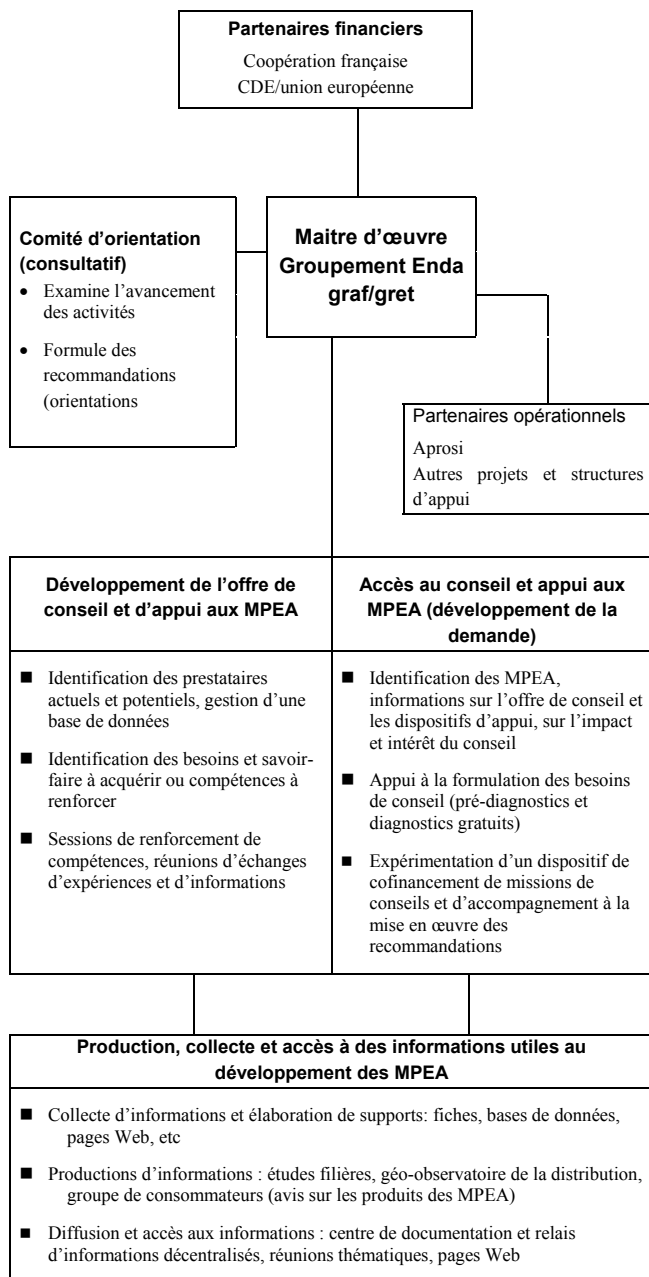 Partenaires financiers
Coopération française
CDE/union européenne
Comité d’orientation
(consultatif)
• Examine l’avancement
des activités
• Formule des
recommandations
(orientations
Maitre d’œuvre
Groupement Enda
graf/gret
Partenaires opérationnels
Aprosi
Autres projets et structures
d’appui
Développement de l’offre de
conseil et d’appui aux MPEA
■ Identification des prestataires
actuels et potentiels, gestion d’une
base de données
■ Identification des besoins et savoir-
faire à acquérir ou compétences à
renforcer
■ Sessions de renforcement de
compétences, réunions d’échanges
d’expériences et d’informations
Accès au conseil et appui aux
MPEA (développement de la
demande)
■ Identification des MPEA,
informations sur l’offre de conseil et
les dispositifs d’appui, sur l’impact
et intérêt du conseil
■ Appui à la formulation des besoins
de conseil (pré-diagnostics et
diagnostics gratuits)
■ Expérimentation d’un dispositif de
cofinancement de missions de
conseils et d’accompagnement à la
mise en œuvre des
recommandations
Production, collecte et accès à des informations utiles au
développement des MPEA
■ Collecte d’informations et élaboration de supports: fiches, bases de données,
pages Web, etc
■ Productions d’informations : études filières, géo-observatoire de la distribution,
groupe de consommateurs (avis sur les produits des MPEA)
■ Diffusion et accès aux informations : centre de documentation et relais
d’informations décentralisés, réunions thématiques, pages Web